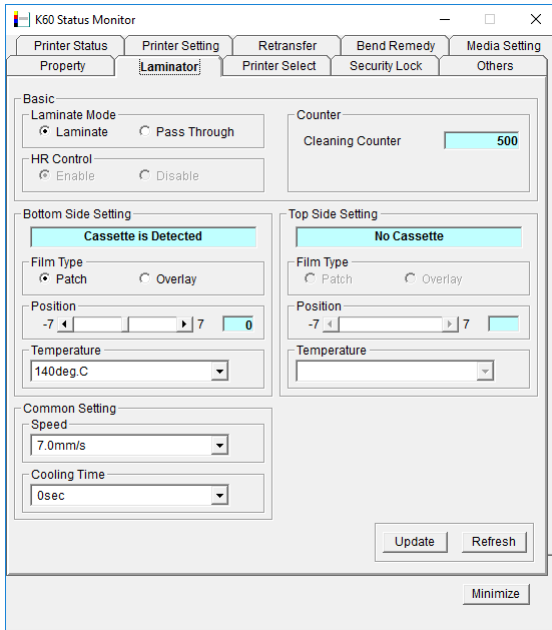 K60 Status Monitor
Printer Status Printer Setting Retransfer Bend Remedy Media Setting
Property Laminator Printer Select Security Lock Others
Basic
Laminate Mode
Laminate Pass Through
HR Control
Enable Disable
Counter
Cleaning Counter 500
Bottom Side Setting
Cassette is Detected
Film Type
Patch Overlay
Position
-7 7 0
Temperature
140deg.C
Top Side Setting
No Cassette
Film Type
Patch Overlay
Position
-7 7
Temperature
Common Setting
Speed
7.0mm/s
Cooling Time
0sec
Update Refresh
Minimize